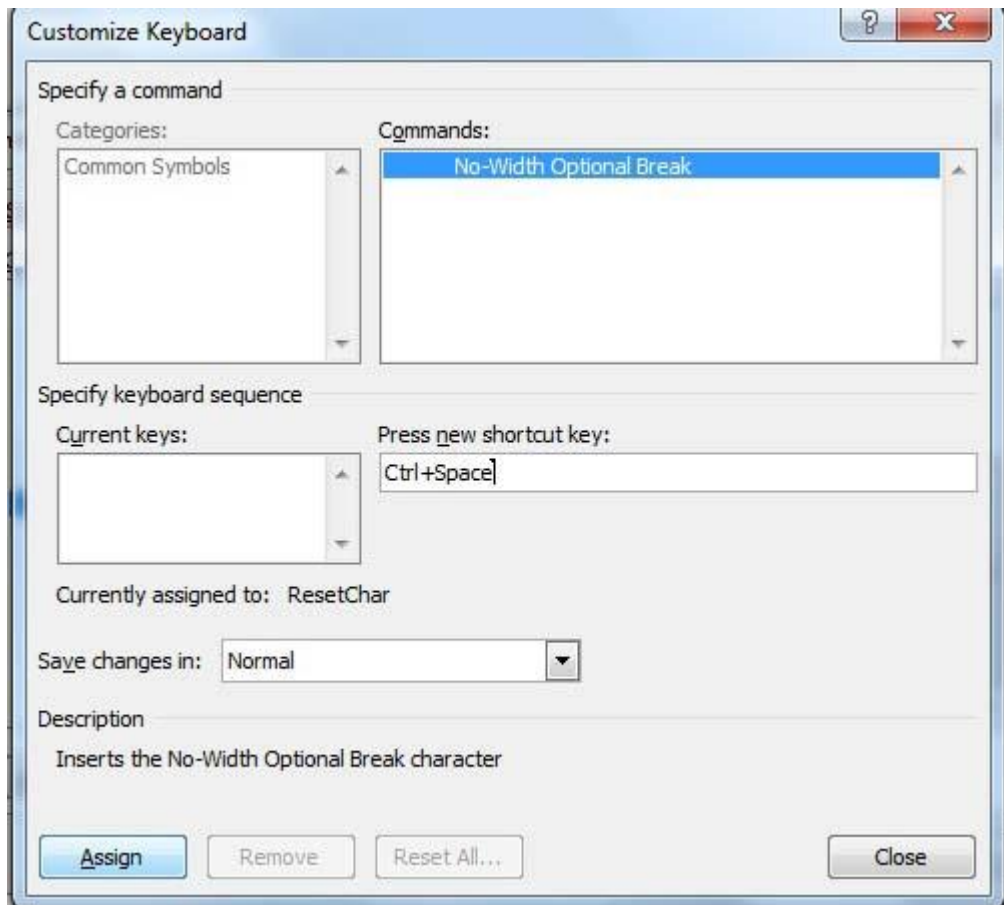 Customize Keyboard
Specify a command
Categories:
Commands:
Common Symbols
No-Width Optional Break
Specify keyboard sequence
Current keys:
Press new shortcut key:
Ctrl+Space
Currently assigned to: ResetChar
Save changes in: Normal
Description
Inserts the No-Width Optional Break character
Assign
Remove
Reset All...
Close